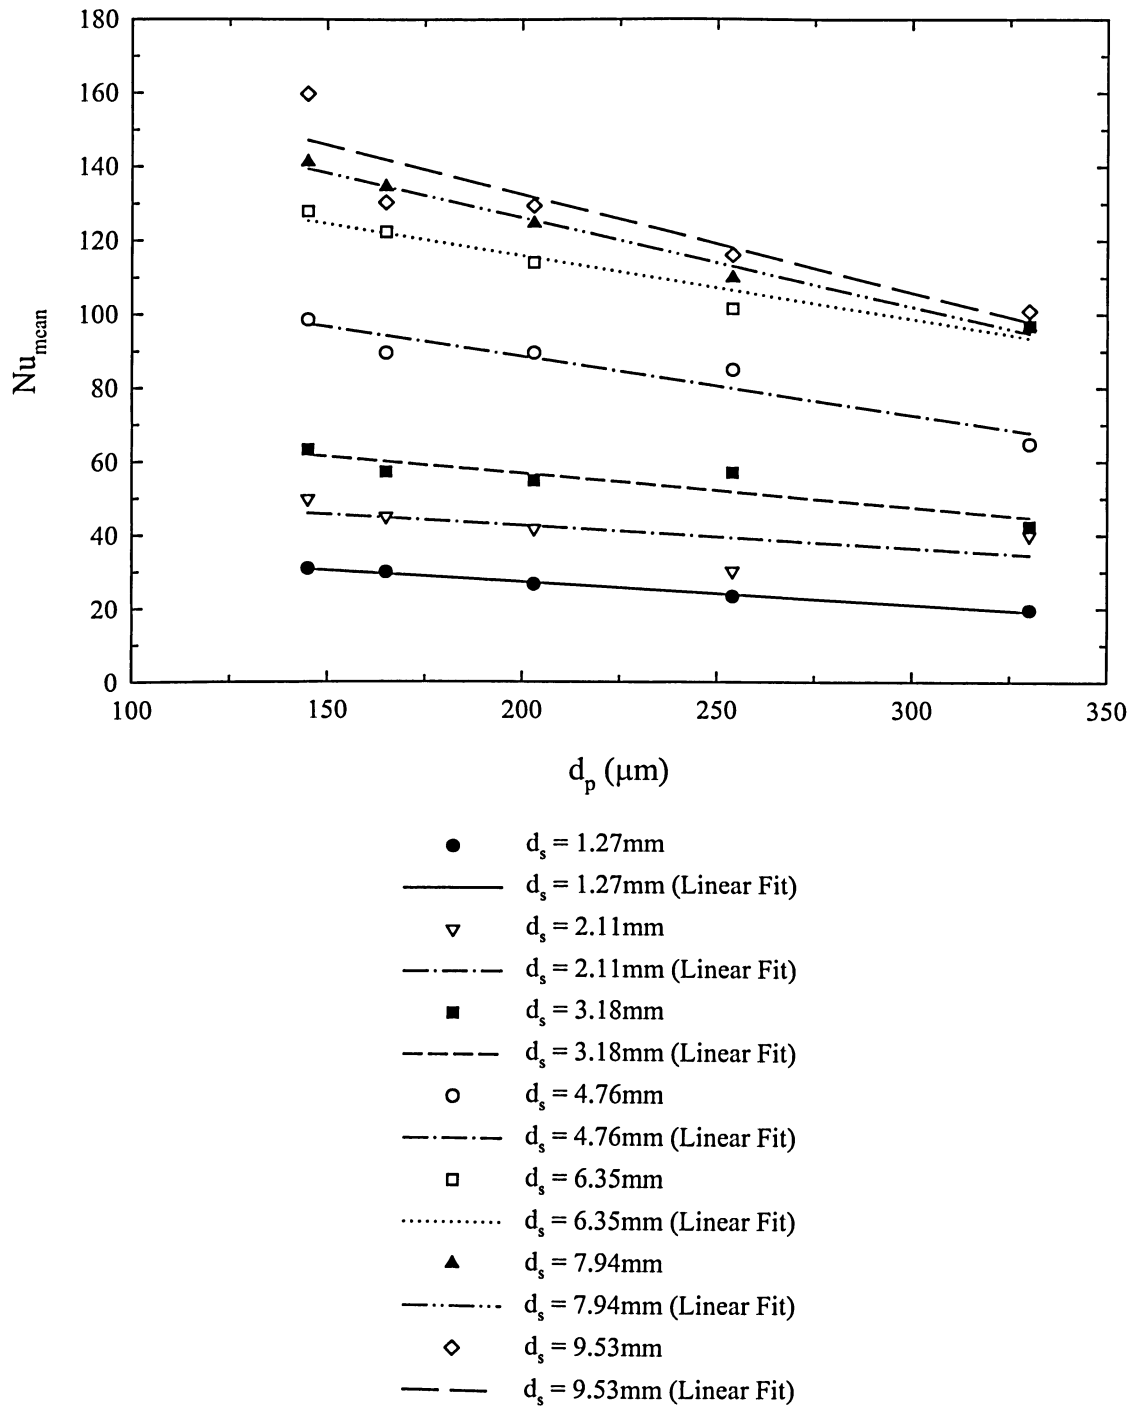 180
160
140
120
100
80
60
40
20
0
Nu_mean
100 150 200 250 300 350
d_p (μm)
d_s = 1.27mm
d_s = 1.27mm (Linear Fit)
d_s = 2.11mm
d_s = 2.11mm (Linear Fit)
d_s = 3.18mm
d_s = 3.18mm (Linear Fit)
d_s = 4.76mm
d_s = 4.76mm (Linear Fit)
d_s = 6.35mm
d_s = 6.35mm (Linear Fit)
d_s = 7.94mm
d_s = 7.94mm (Linear Fit)
d_s = 9.53mm
d_s = 9.53mm (Linear Fit)